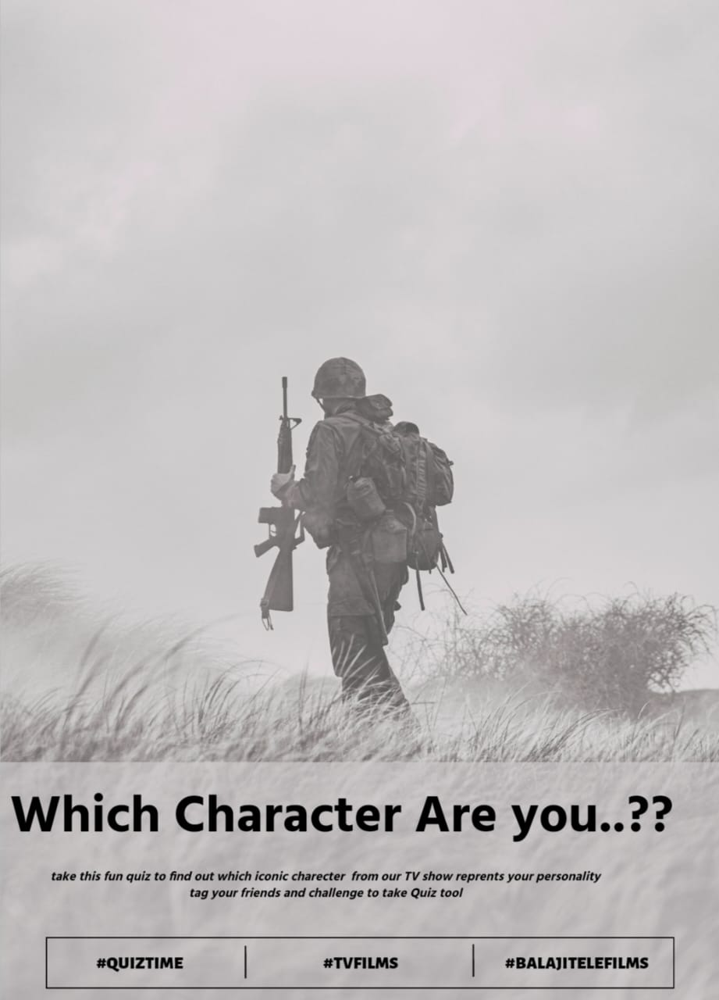 Which Character Are you..??
take this fun quiz to find out which iconic charecter from our TV show reprents your personality
tag your friends and challenge to take Quiz tool
#QUIZTIME
#TVFILMS
#BALAJITELEFILMS